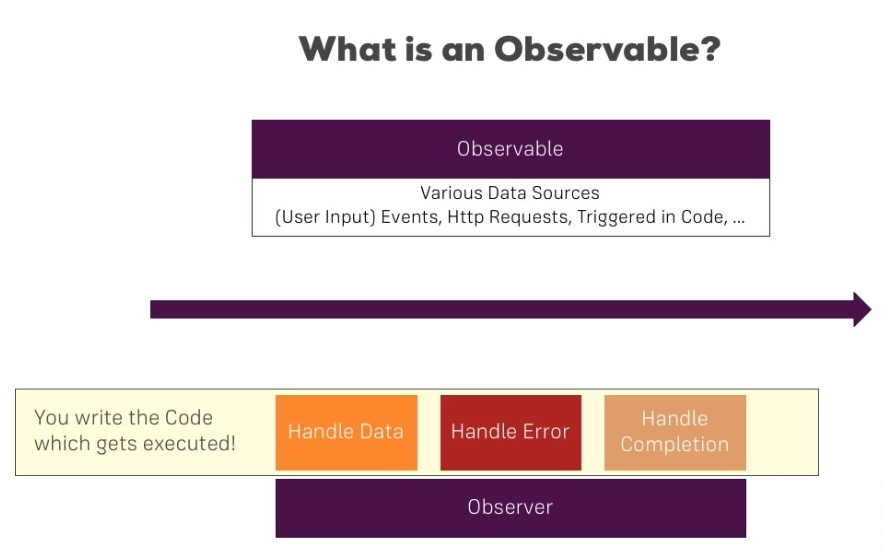 What is an Observable?
Observable
Various Data Sources
(User Input) Events, Http Requests, Triggered in Code, ...
You write the Code
which gets executed!
Handle Data
Handle Error
Handle
Completion
Observer